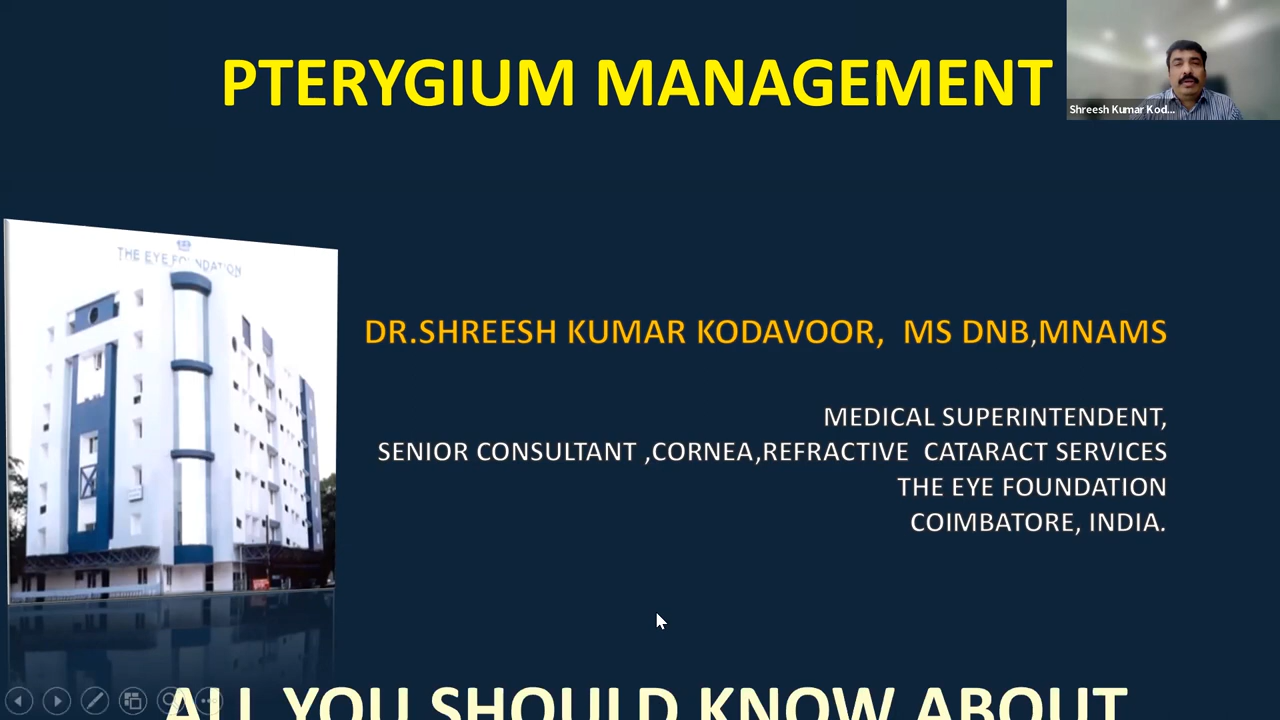 PTERYGIUM MANAGEMENT
Shreesh Kumar Kod...
THE EYE FOUNDATION
DR.SHREESH KUMAR KODAVOOR, MS DNB,MNAMS
MEDICAL SUPERINTENDENT,
SENIOR CONSULTANT ,CORNEA,REFRACTIVE CATARACT SERVICES
THE EYE FOUNDATION
COIMBATORE, INDIA.
ALL YOU SHOULD KNOW ABOUT